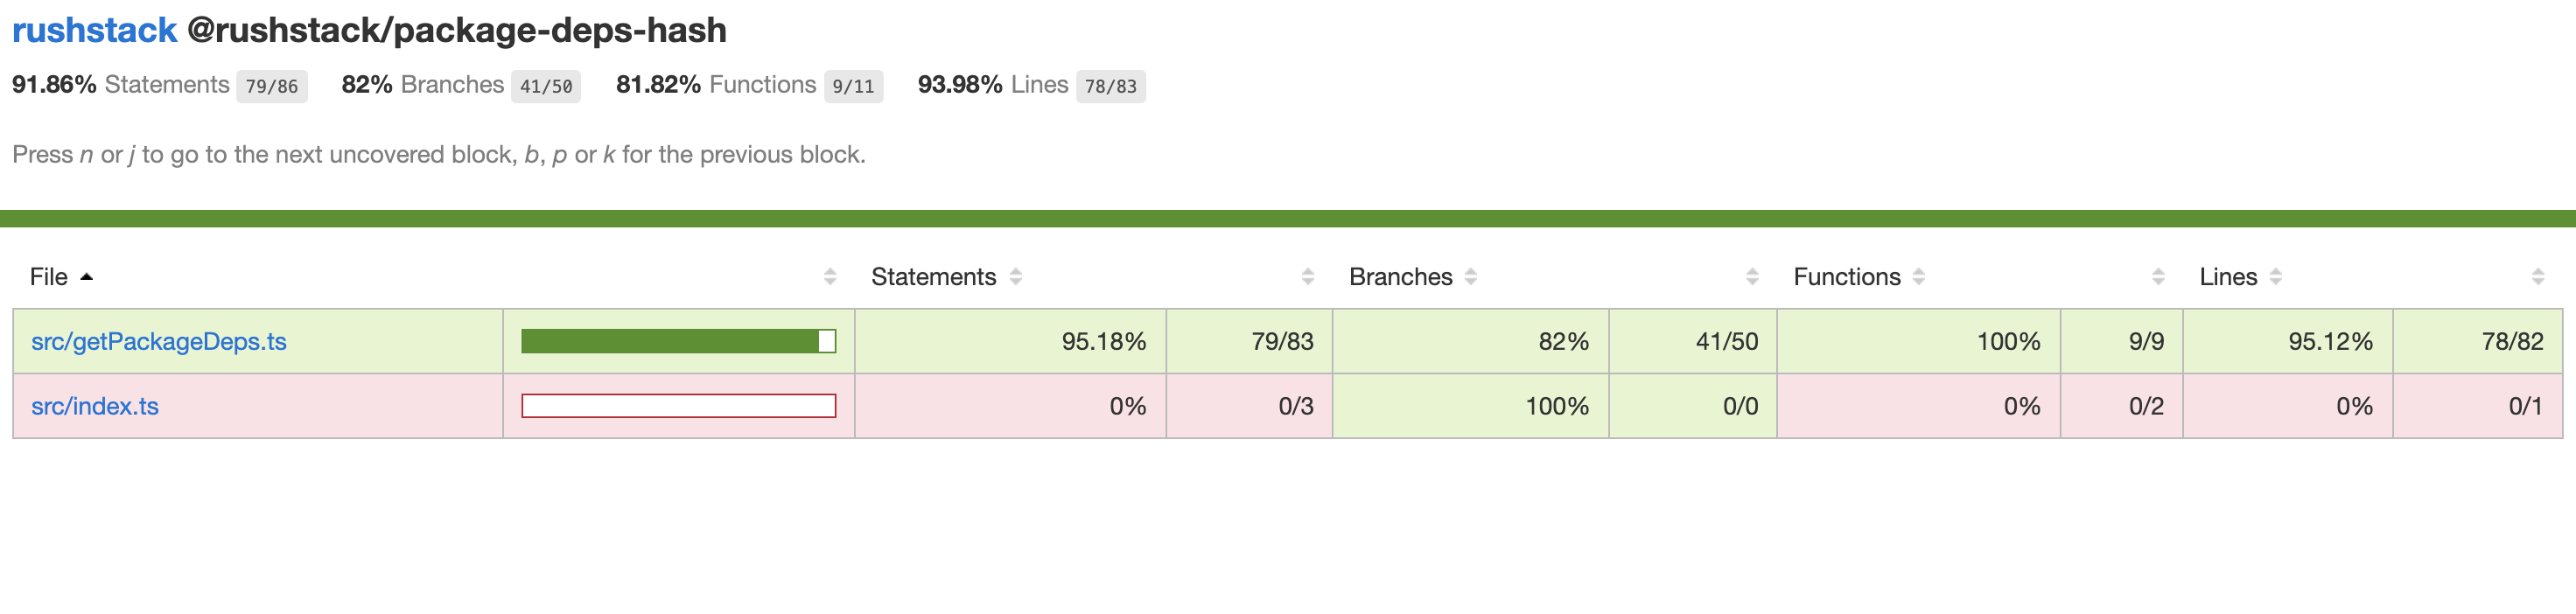 rushstack @rushstack/package-deps-hash
91.86% Statements 79/86 82% Branches 41/50 81.82% Functions 9/11 93.98% Lines 78/83
Press n or j to go to the next uncovered block, b, p or k for the previous block.
File Statements Branches Functions Lines
src/getPackageDeps.ts 95.18% 79/83 82% 41/50 100% 9/9 95.12% 78/82
src/index.ts 0% 0/3 100% 0/0 0% 0/2 0% 0/1